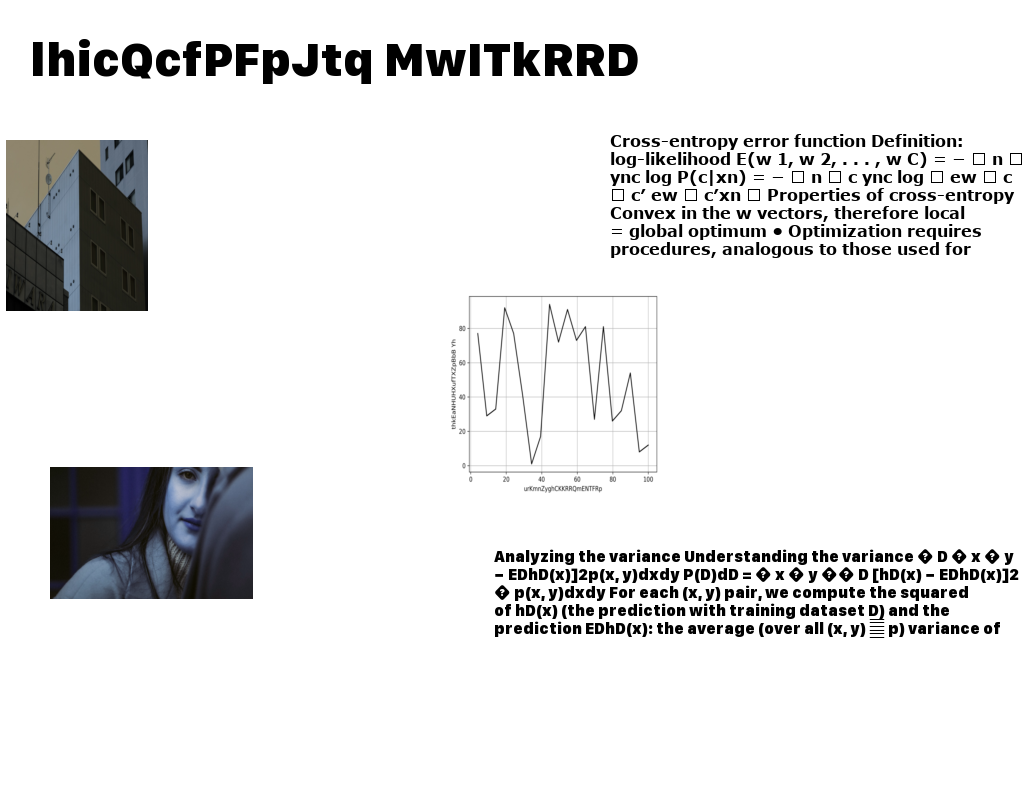 lhicQcfPFpJtq MwITkRRD
Cross-entropy error function Definition:
log-likelihood E(w 1, w 2, . . . , w C) = − □ n □
ync log P(c|xn) = − □ n □ c ync log □ ew □ c
□ c’ ew □ c’xn □ Properties of cross-entropy
Convex in the w vectors, therefore local
= global optimum • Optimization requires
procedures, analogous to those used for
80
60
40
20
0
0 20 40 60 80 100
Analyzing the variance Understanding the variance � D � x � y
− EDhD(x)]2p(x, y)dxdy P(D)dD = � x � y �� D [hD(x) − EDhD(x)]2
� p(x, y)dxdy For each (x, y) pair, we compute the squared
of hD(x) (the prediction with training dataset D) and the
prediction EDhD(x): the average (over all (x, y) p) variance of